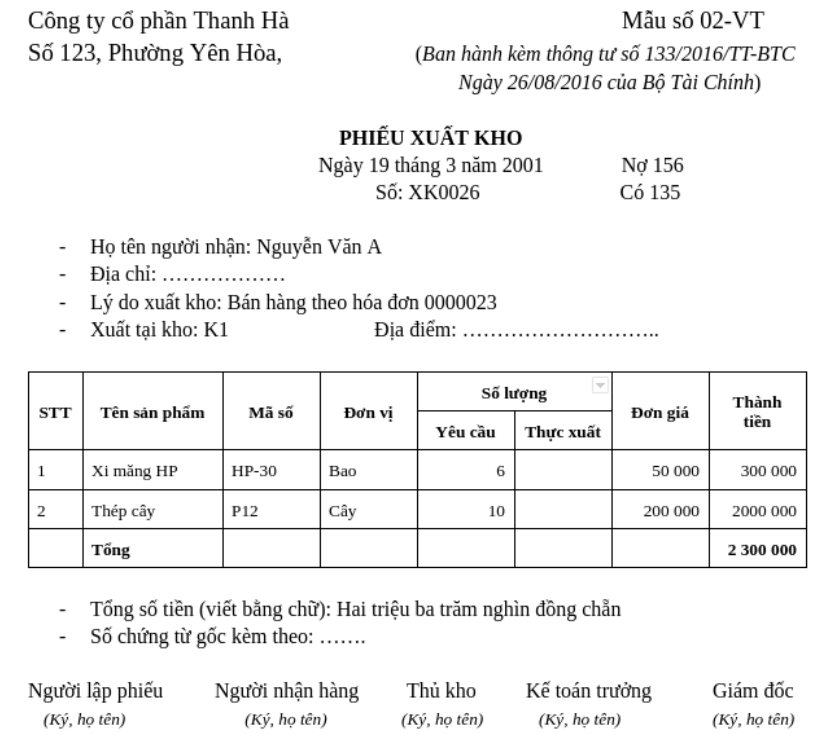 Công ty cổ phần Thanh Hà Mẫu số 02-VT
Số 123, Phường Yên Hòa, (Ban hành kèm thông tư số 133/2016/TT-BTC
Ngày 26/08/2016 của Bộ Tài Chính)
PHIẾU XUẤT KHO
Ngày 19 tháng 3 năm 2001 Nợ 156
Số: XK0026 Có 135
- Họ tên người nhận: Nguyễn Văn A
- Địa chỉ: ………………
- Lý do xuất kho: Bán hàng theo hóa đơn 0000023
- Xuất tại kho: K1 Địa điểm: ………………………..
STT Tên sản phẩm Mã số Đơn vị Số lượng Đơn giá Thành tiền
Yêu cầu Thực xuất
1 Xi măng HP HP-30 Bao 6 50 000 300 000
2 Thép cây P12 Cây 10 200 000 2000 000
Tổng 2 300 000
- Tổng số tiền (viết bằng chữ): Hai triệu ba trăm nghìn đồng chẵn
- Số chứng từ gốc kèm theo: …….
Người lập phiếu Người nhận hàng Thủ kho Kế toán trưởng Giám đốc
(Ký, họ tên) (Ký, họ tên) (Ký, họ tên) (Ký, họ tên) (Ký, họ tên)